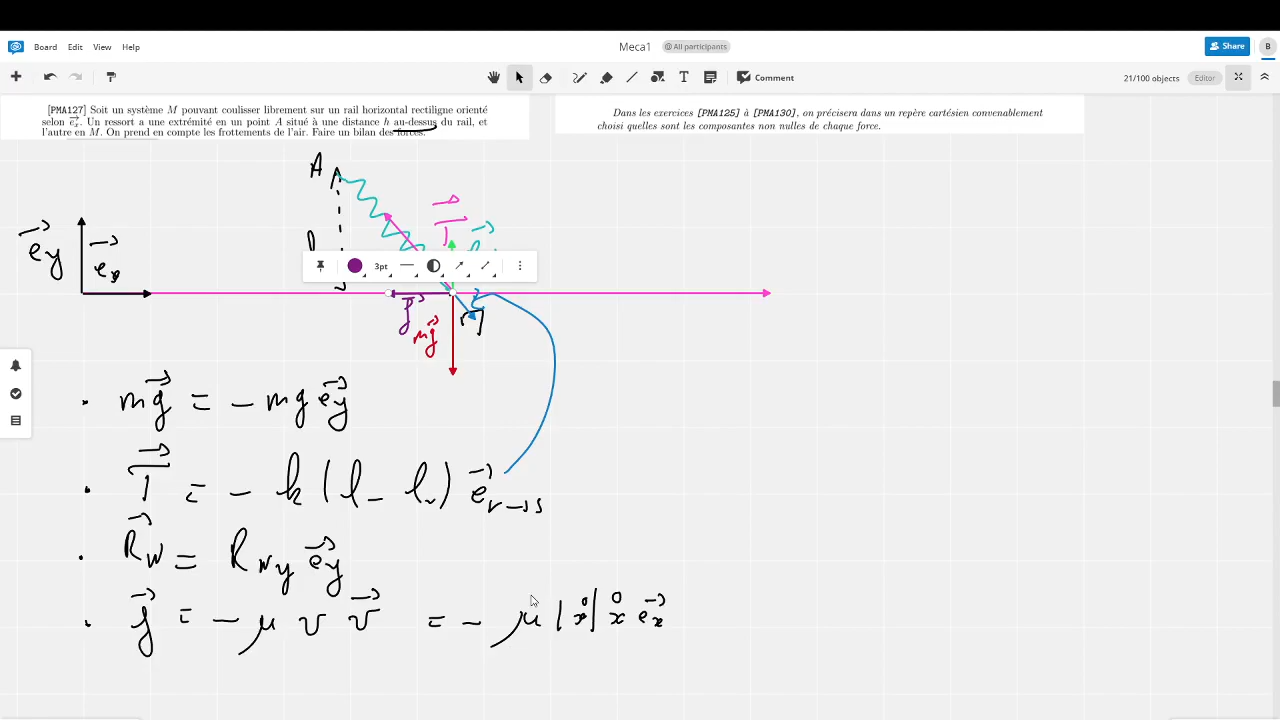 Board Edit View Help
Meca1
All participants
Share
B
Comment
21/100 objects
Editor
[PMA127] Soit un système M pouvant coulisser librement sur un rail horizontal rectiligne orienté
selon e⃗x. Un ressort a une extrémité en un point A situé à une distance h au-dessus du rail, et
l'autre en M. On prend en compte les frottements de l'air. Faire un bilan des forces.
Dans les exercices [PMA125] à [PMA130], on précisera dans un repère cartésien convenablement
choisi quelles sont les composantes non nulles de chaque force.
A
T⃗
e⃗y
e⃗x
3pt
f⃗
M
mg⃗
· mg⃗ = - mg e⃗y
· T⃗ = - k (l - lv) e⃗r→s
· R⃗N = RNy e⃗y
· f⃗ = - μ v v⃗ = - μ |ẋ| ẋ e⃗x